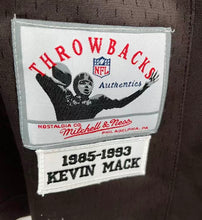 THROWBACKS
NFL
Authentics
NOSTALGIA CO.
Mitchell & Ness
PHILADELPHIA, PA
1985-1993
KEVIN MACK